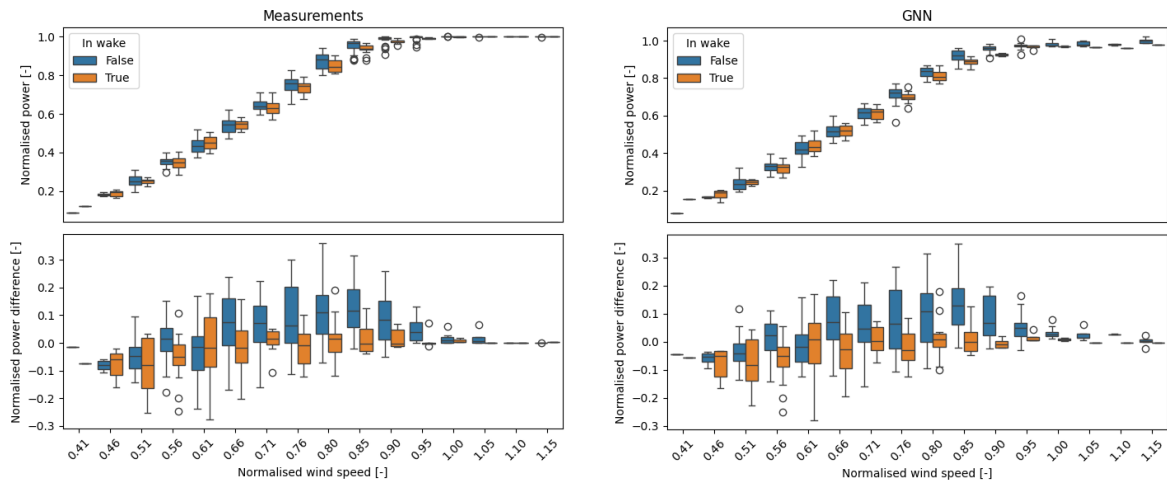 Measurements
Normalised power [-]
1.0
0.8
0.6
0.4
0.2
In wake
False
True
Normalised power difference [-]
0.3
0.2
0.1
0.0
−0.1
−0.2
−0.3
0.41 0.46 0.51 0.56 0.61 0.66 0.71 0.76 0.80 0.85 0.90 0.95 1.00 1.05 1.10 1.15
Normalised wind speed [-]
GNN
Normalised power [-]
1.0
0.8
0.6
0.4
0.2
In wake
False
True
Normalised power difference [-]
0.3
0.2
0.1
0.0
−0.1
−0.2
−0.3
0.41 0.46 0.51 0.56 0.61 0.66 0.71 0.76 0.80 0.85 0.90 0.95 1.00 1.05 1.10 1.15
Normalised wind speed [-]